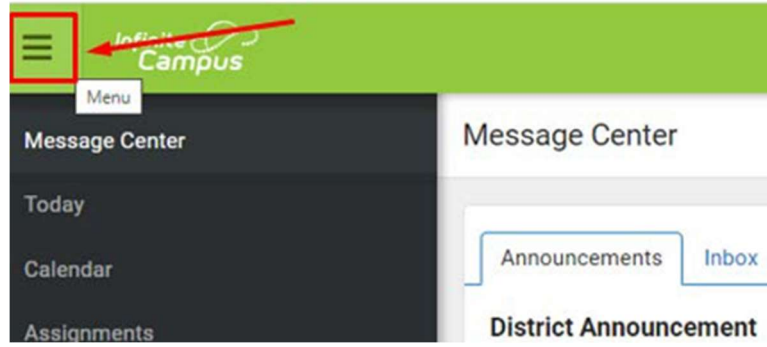 Infinite
Campus
Menu
Message Center
Today
Calendar
Assignments
Message Center
Announcements
Inbox
District Announcement